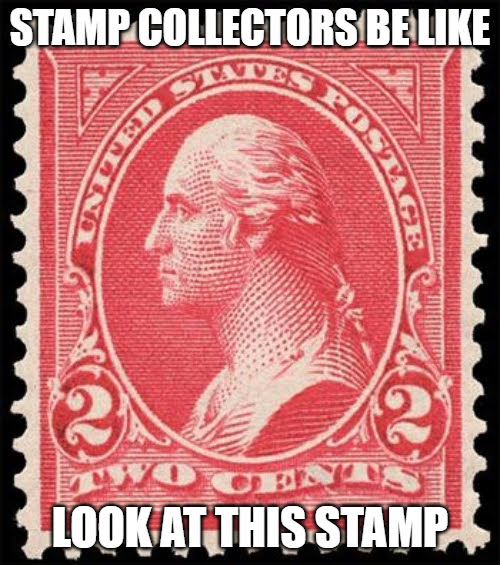 STAMP COLLECTORS BE LIKE
UNITED STATES POSTAGE
2 2
TWO CENTS
LOOK AT THIS STAMP